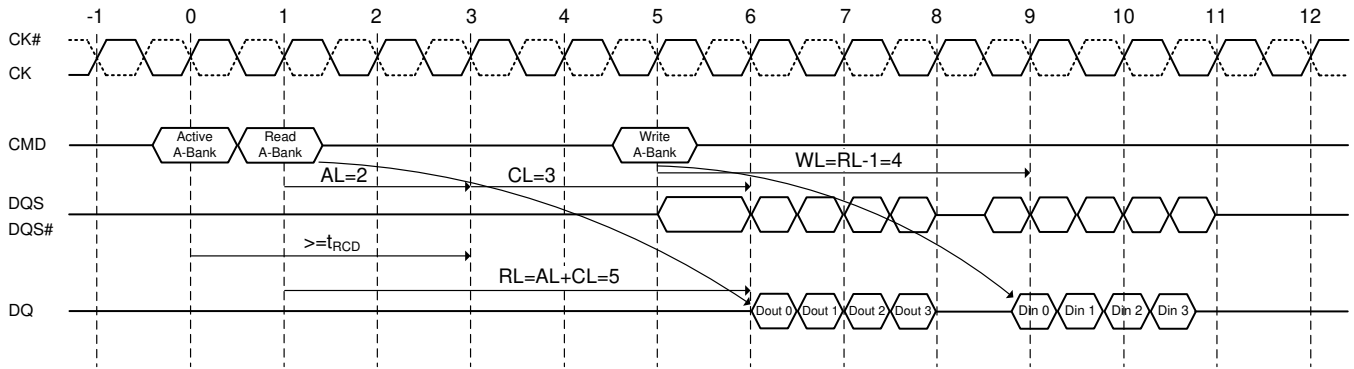 -1 0 1 2 3 4 5 6 7 8 9 10 11 12
CK#
CK
CMD
Active
A-Bank
Read
A-Bank
Write
A-Bank
WL=RL-1=4
AL=2
CL=3
DQS
DQS#
>=tRCD
RL=AL+CL=5
DQ
Dout 0 Dout 1 Dout 2 Dout 3
Din 0 Din 1 Din 2 Din 3